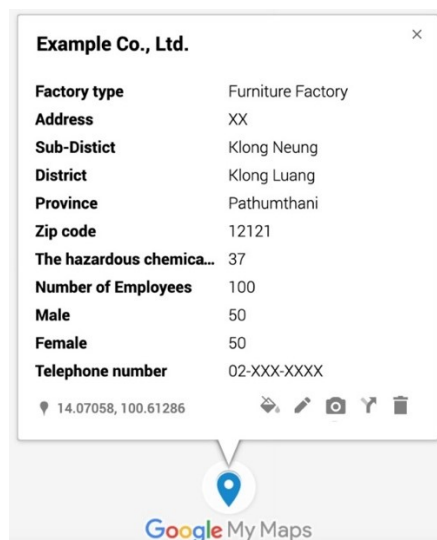 Example Co., Ltd.
Factory type Furniture Factory
Address XX
Sub-Distict Klong Neung
District Klong Luang
Province Pathumthani
Zip code 12121
The hazardous chemica... 37
Number of Employees 100
Male 50
Female 50
Telephone number 02-XXX-XXXX
14.07058, 100.61286
Google My Maps